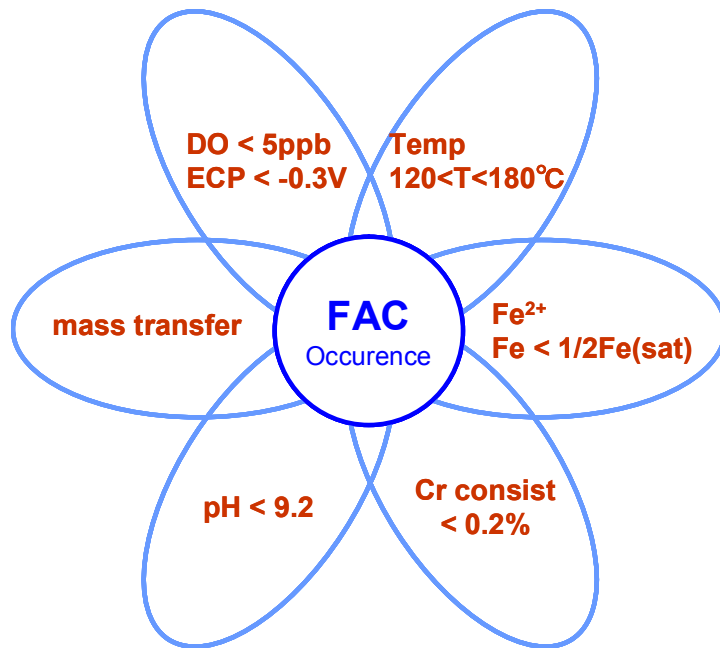 DO < 5ppb
ECP < -0.3V
Temp
120<T<180℃
mass transfer
FAC
Occurence
Fe²⁺
Fe < 1/2Fe(sat)
pH < 9.2
Cr consist
< 0.2%